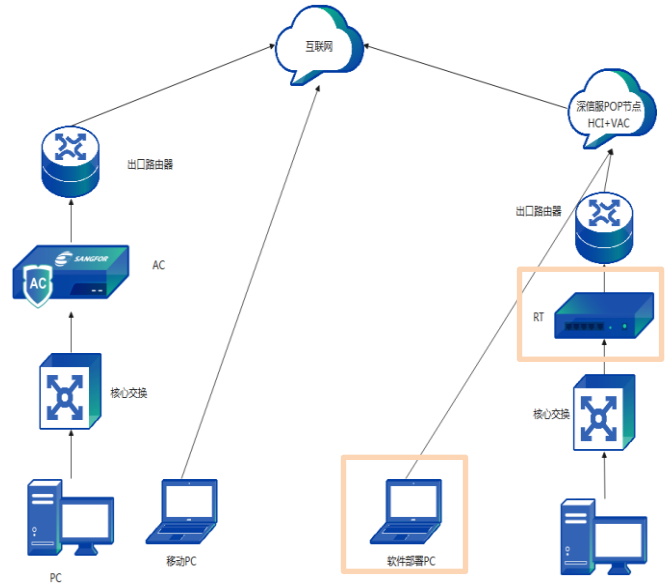 互联网
深信服POP节点
HCI+VAC
出口路由器
出口路由器
SANGFOR
AC
AC
RT
核心交换
核心交换
PC
移动PC
软件部署PC